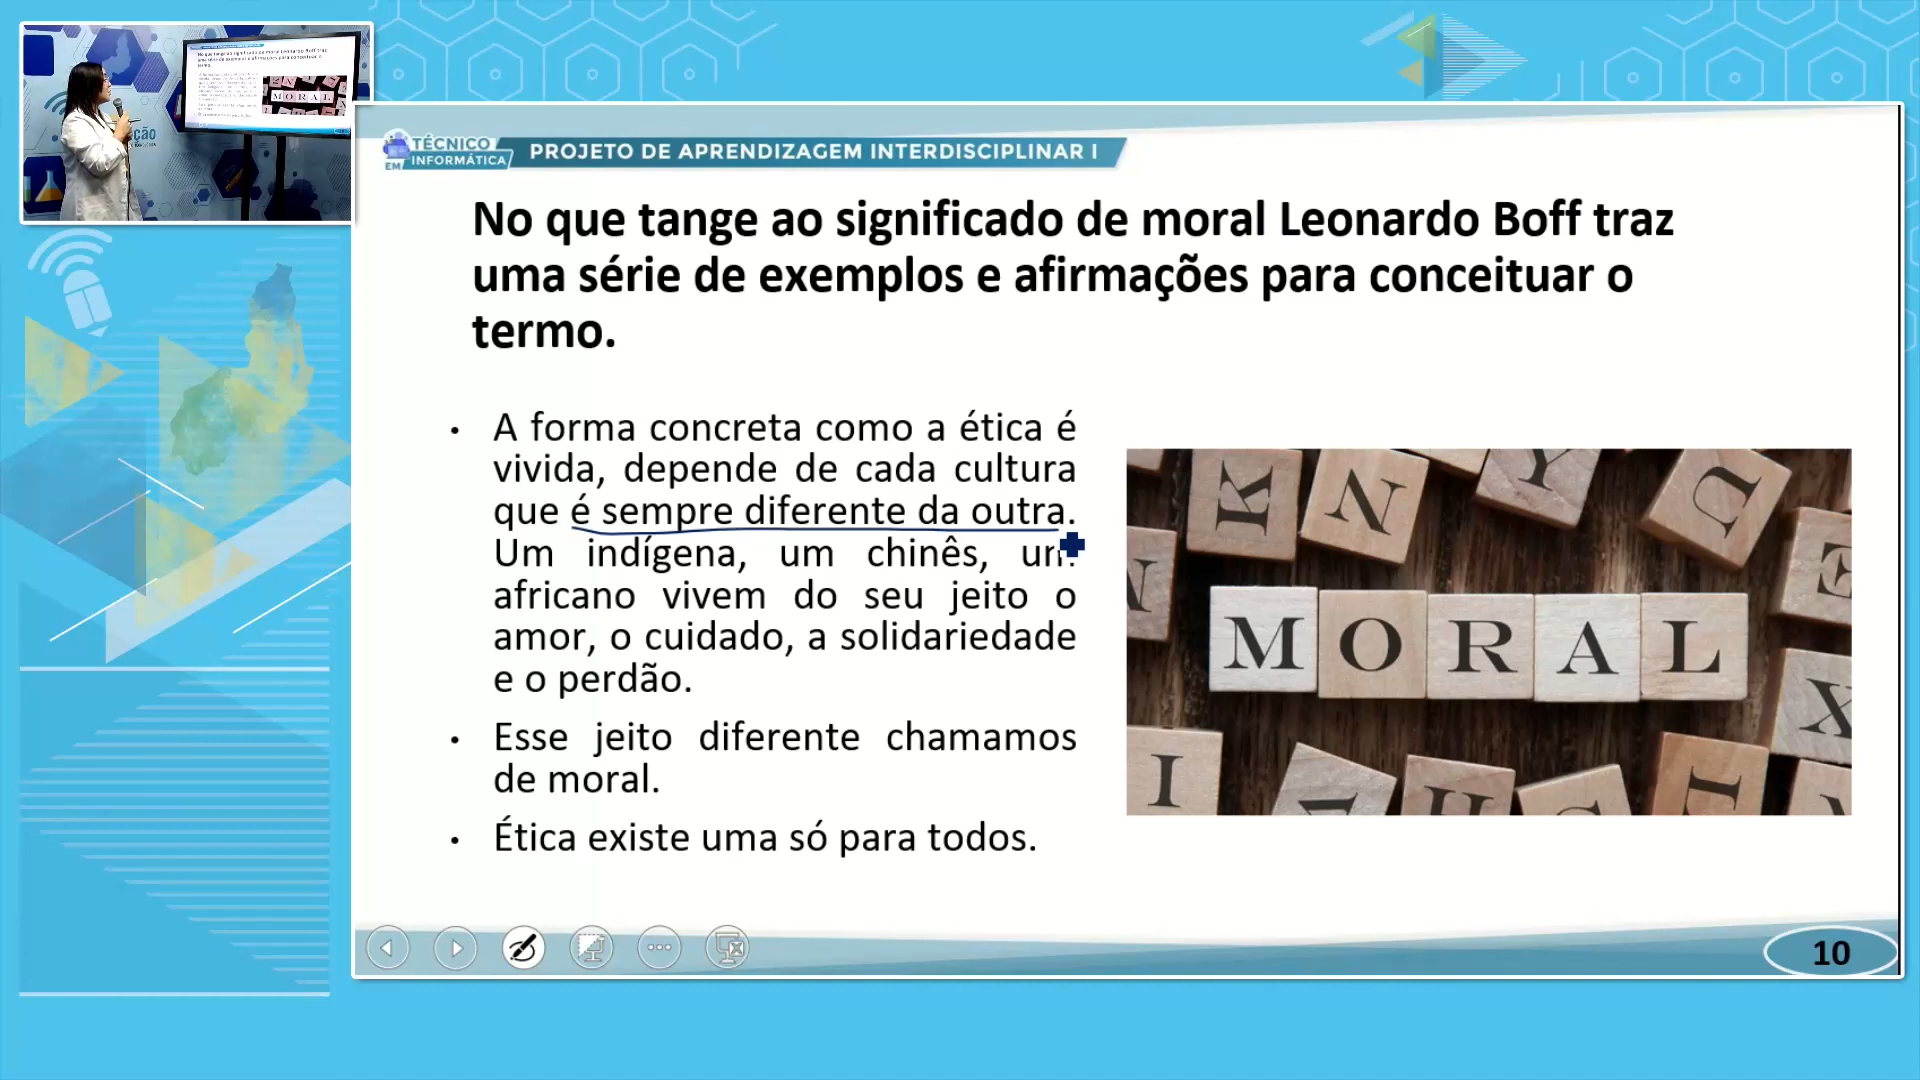 TÉCNICO
EM INFORMÁTICA
PROJETO DE APRENDIZAGEM INTERDISCIPLINAR I
No que tange ao significado de moral Leonardo Boff traz
uma série de exemplos e afirmações para conceituar o
termo.
• A forma concreta como a ética é
vivida, depende de cada cultura
que é sempre diferente da outra.
Um indígena, um chinês, um
africano vivem do seu jeito o
amor, o cuidado, a solidariedade
e o perdão.
• Esse jeito diferente chamamos
de moral.
• Ética existe uma só para todos.
K N Y U
N E
MORAL
X
I
10